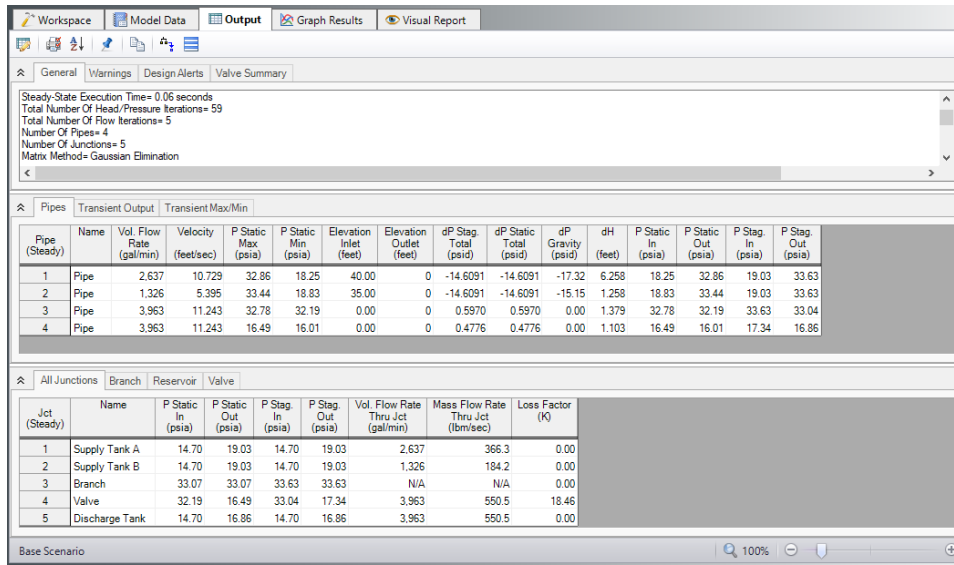 Workspace Model Data Output Graph Results Visual Report
General Warnings Design Alerts Valve Summary
Steady-State Execution Time= 0.06 seconds
Total Number Of Head/Pressure Iterations= 59
Total Number Of Flow Iterations= 5
Number Of Pipes= 4
Number Of Junctions= 5
Matrix Method= Gaussian Elimination
Pipes Transient Output Transient Max/Min
Pipe (Steady) Name Vol. Flow Rate (gal/min) Velocity (feet/sec) P Static Max (psia) P Static Min (psia) Elevation Inlet (feet) Elevation Outlet (feet) dP Stag. Total (psid) dP Static Total (psid) dP Gravity (psid) dH (feet) P Static In (psia) P Static Out (psia) P Stag. In (psia) P Stag. Out (psia)
1 Pipe 2,637 10.729 32.86 18.25 40.00 0 -14.6091 -14.6091 -17.32 6.258 18.25 32.86 19.03 33.63
2 Pipe 1,326 5.395 33.44 18.83 35.00 0 -14.6091 -14.6091 -15.15 1.258 18.83 33.44 19.03 33.63
3 Pipe 3,963 11.243 32.78 32.19 0.00 0 0.5970 0.5970 0.00 1.379 32.78 32.19 33.63 33.04
4 Pipe 3,963 11.243 16.49 16.01 0.00 0 0.4776 0.4776 0.00 1.103 16.49 16.01 17.34 16.86
All Junctions Branch Reservoir Valve
Jct (Steady) Name P Static In (psia) P Static Out (psia) P Stag. In (psia) P Stag. Out (psia) Vol. Flow Rate Thru Jct (gal/min) Mass Flow Rate Thru Jct (lbm/sec) Loss Factor (K)
1 Supply Tank A 14.70 19.03 14.70 19.03 2,637 366.3 0.00
2 Supply Tank B 14.70 19.03 14.70 19.03 1,326 184.2 0.00
3 Branch 33.07 33.07 33.63 33.63 N/A N/A 0.00
4 Valve 32.19 16.49 33.04 17.34 3,963 550.5 18.46
5 Discharge Tank 14.70 16.86 14.70 16.86 3,963 550.5 0.00
Base Scenario 100%